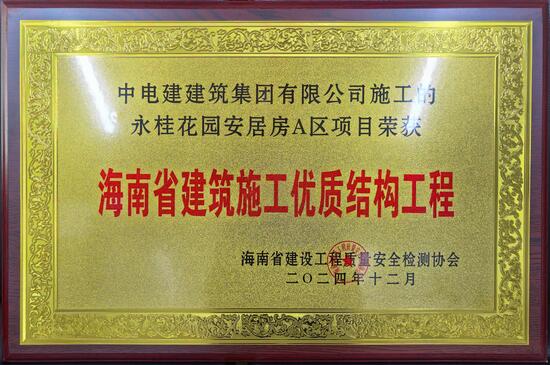 中电建建筑集团有限公司施工的
永桂花园安居房A区项目荣获
海南省建筑施工优质结构工程
海南省建设工程质量安全检测协会
二〇二四年十二月